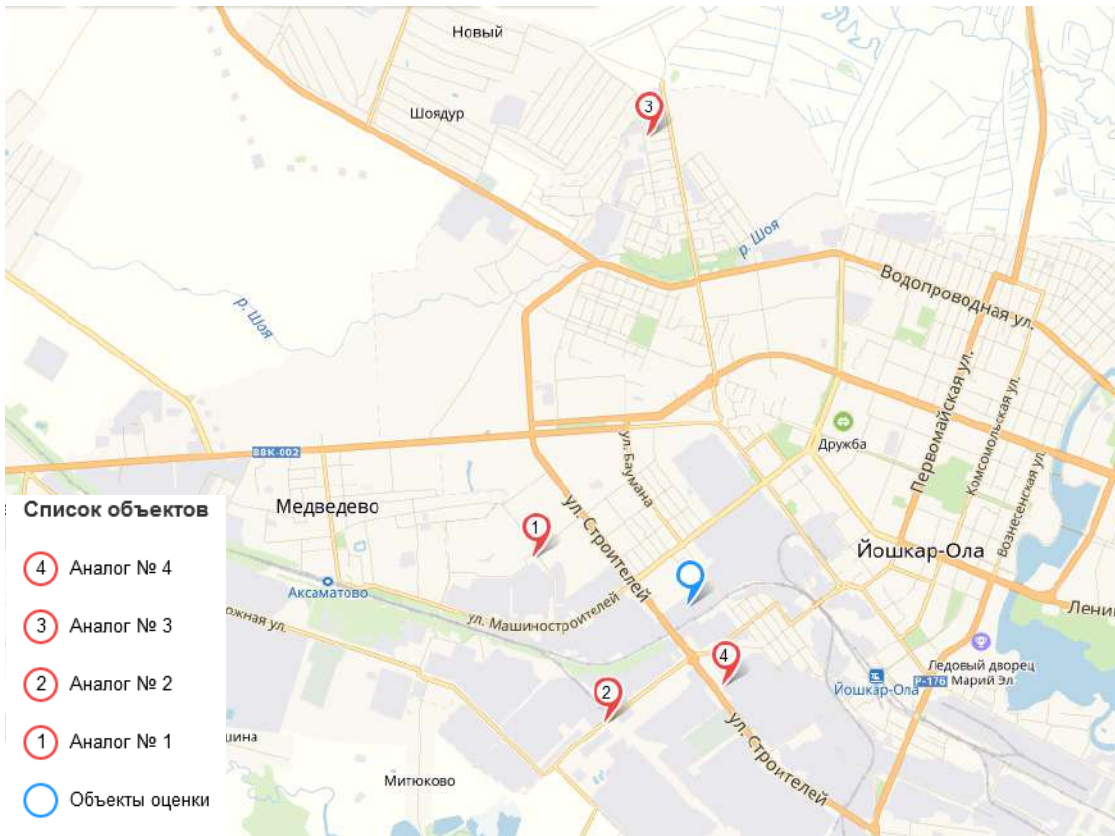 Новый
3
Шоядур
р. Шоя
Водопроводная ул.
р. Шоя
Первомайская ул.
Комсомольская ул.
Вознесенская ул.
Дружба
ул. Баумана
88К-002
Медведево
Список объектов
1
ул. Строителей
Йошкар-Ола
4 Аналог № 4
Аксаматово
ул. Машиностроителей
Ленин
3 Аналог № 3
4
Ледовый дворец
Марий Эл
Р-176
Йошкар-Ола
2 Аналог № 2
2
ул. Строителей
1 Аналог № 1
Митюково
Объекты оценки